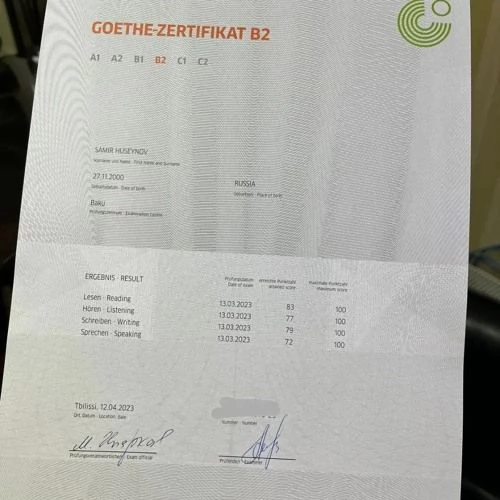 GOETHE-ZERTIFIKAT B2
A1 A2 B1 B2 C1 C2
SAMIR HUSEYNOV
Vorname und Name · First Name and Surname
27.11.2000
Geburtsdatum · Date of birth
RUSSIA
Geburtsort · Place of birth
Baku
Prüfungszentrum · Examination Centre
ERGEBNIS · RESULT
Prüfungsdatum erreichte Punktzahl maximale Punktzahl
Date of exam attained score maximum score
Lesen · Reading 13.03.2023 83 100
Hören · Listening 13.03.2023 77 100
Schreiben · Writing 13.03.2023 79 100
Sprechen · Speaking 13.03.2023 72 100
Tbilissi, 12.04.2023
Ort, Datum · Location, Date
Nummer · Number
Prüfungsverantwortliche/r · Exam official
Prüfende/r · Examiner